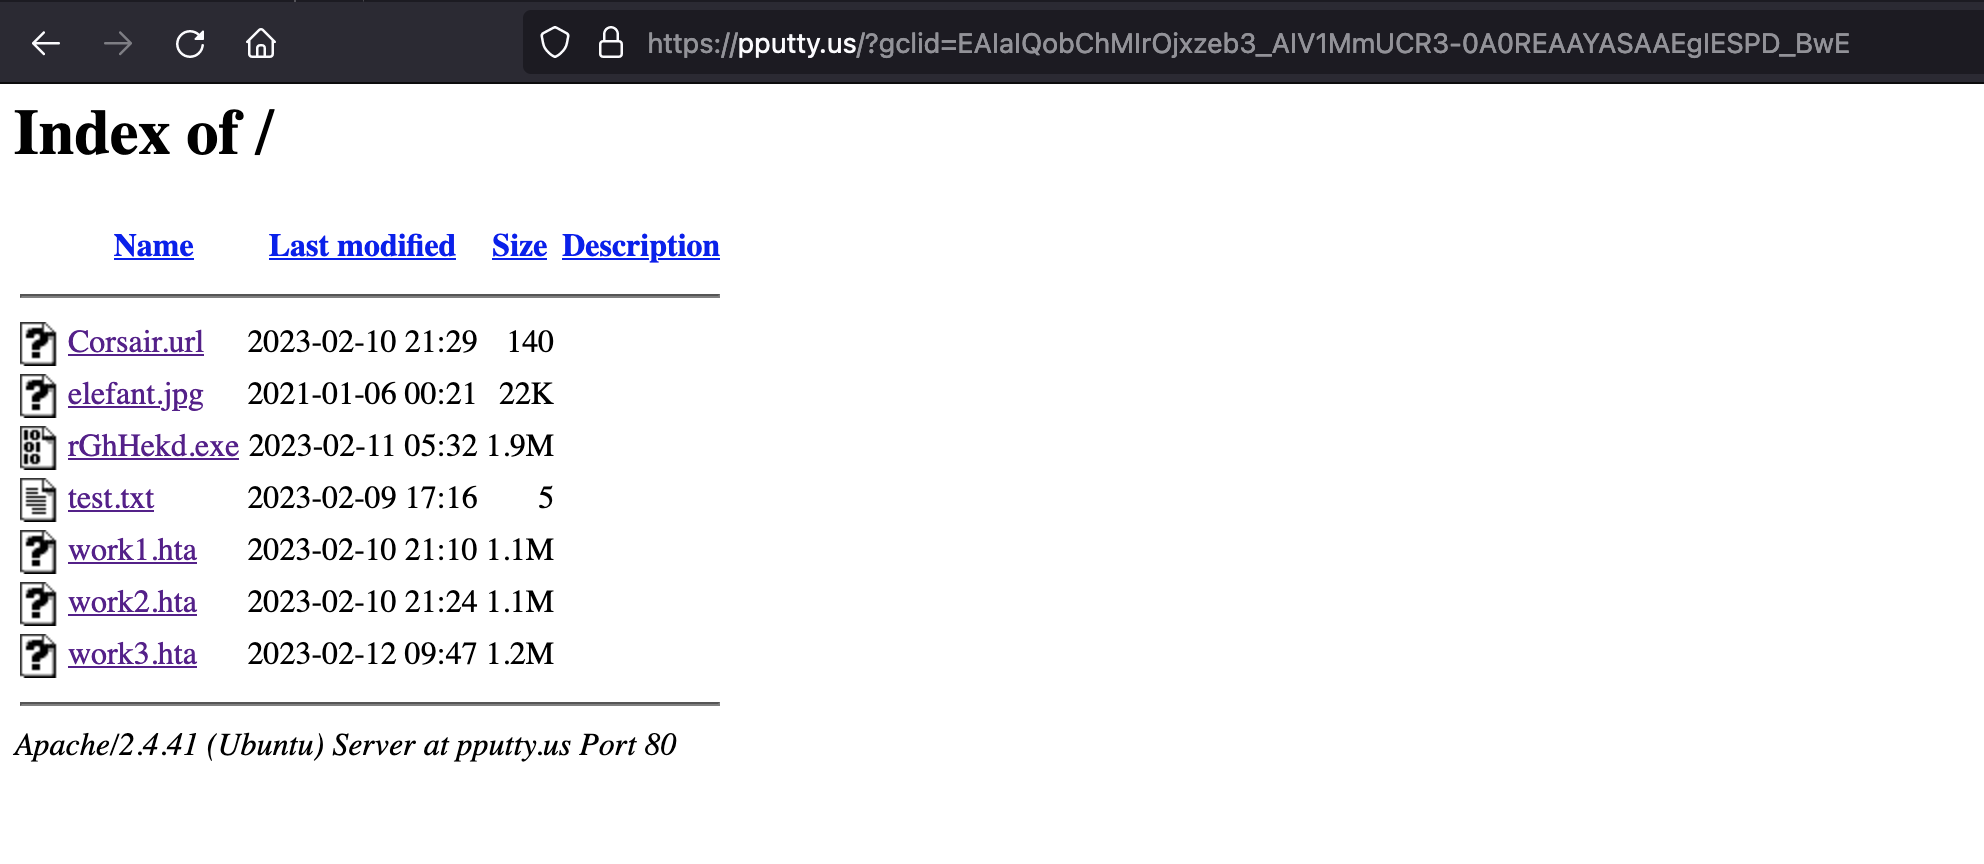 https://pputty.us/?gclid=EAIaIQobChMIrOjxzeb3_AIV1MmUCR3-0A0REAAYASAAEgIESPD_BwE
Index of /
Name Last modified Size Description
Corsair.url 2023-02-10 21:29 140
elefant.jpg 2021-01-06 00:21 22K
rGhHekd.exe 2023-02-11 05:32 1.9M
test.txt 2023-02-09 17:16 5
work1.hta 2023-02-10 21:10 1.1M
work2.hta 2023-02-10 21:24 1.1M
work3.hta 2023-02-12 09:47 1.2M
Apache/2.4.41 (Ubuntu) Server at pputty.us Port 80